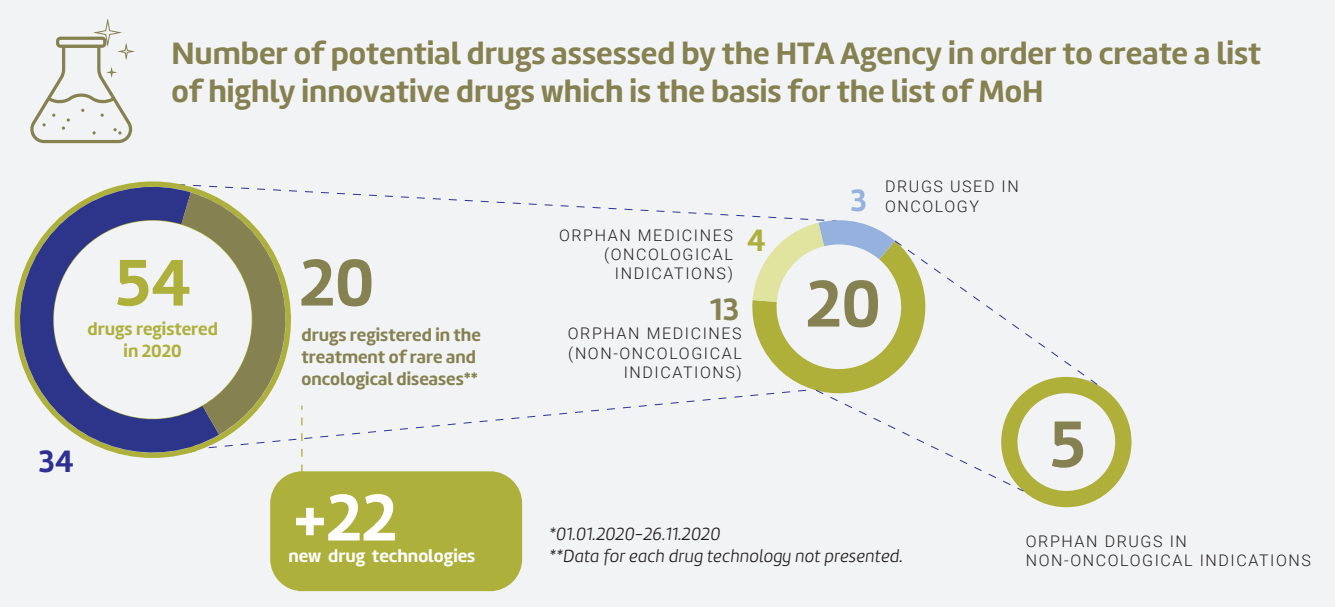 Number of potential drugs assessed by the HTA Agency in order to create a list
of highly innovative drugs which is the basis for the list of MoH
54
drugs registered
in 2020
34
20
drugs registered in the
treatment of rare and
oncological diseases**
+22
new drug technologies
3
DRUGS USED IN
ONCOLOGY
ORPHAN MEDICINES
(ONCOLOGICAL
INDICATIONS)
4
13
ORPHAN MEDICINES
(NON-ONCOLOGICAL
INDICATIONS)
20
5
ORPHAN DRUGS IN
NON-ONCOLOGICAL INDICATIONS
*01.01.2020-26.11.2020
**Data for each drug technology not presented.